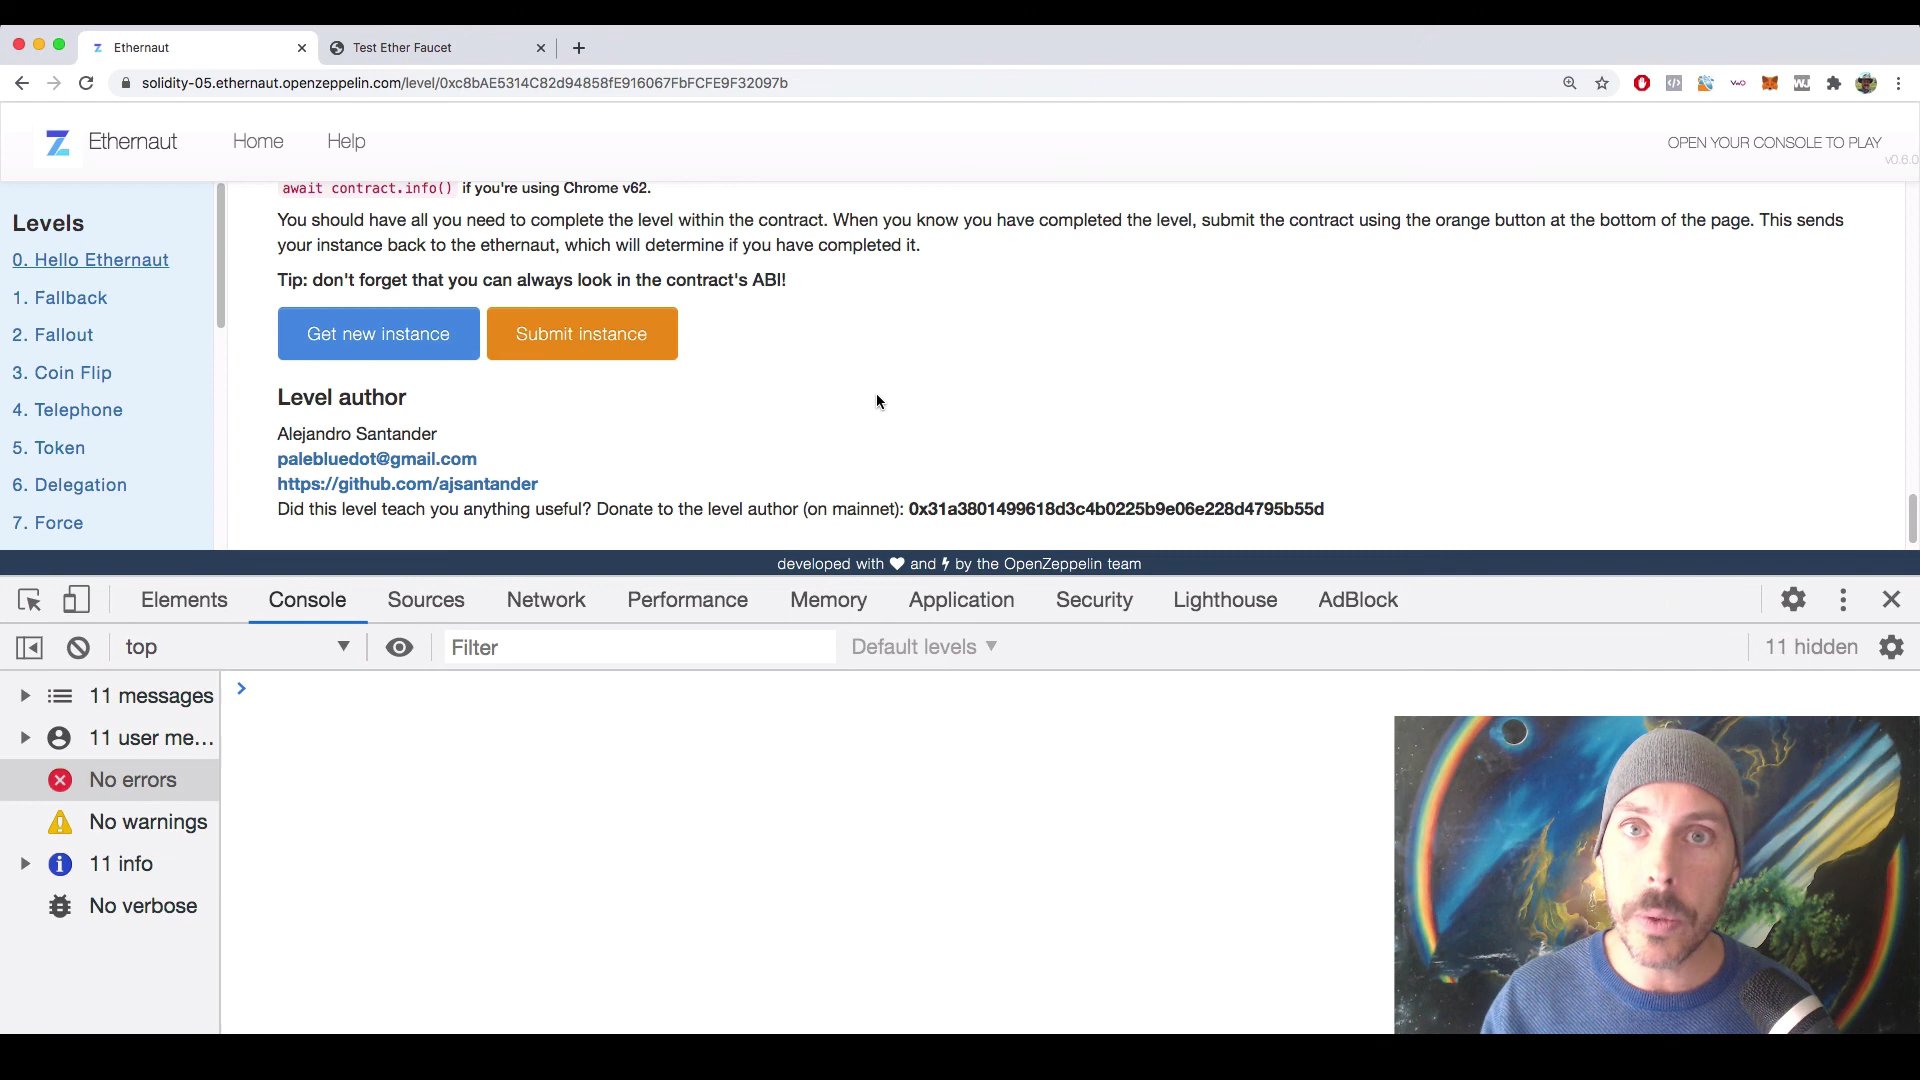 Ethernaut
Test Ether Faucet
solidity-05.ethernaut.openzeppelin.com/level/0xc8bAE5314C82d94858fE916067FbFCFE9F32097b
Ethernaut
Home
Help
OPEN YOUR CONSOLE TO PLAY
v0.6.0
Levels
0. Hello Ethernaut
1. Fallback
2. Fallout
3. Coin Flip
4. Telephone
5. Token
6. Delegation
7. Force
await contract.info() if you're using Chrome v62.
You should have all you need to complete the level within the contract. When you know you have completed the level, submit the contract using the orange button at the bottom of the page. This sends
your instance back to the ethernaut, which will determine if you have completed it.
Tip: don't forget that you can always look in the contract's ABI!
Get new instance
Submit instance
Level author
Alejandro Santander
palebluedot@gmail.com
https://github.com/ajsantander
Did this level teach you anything useful? Donate to the level author (on mainnet): 0x31a3801499618d3c4b0225b9e06e228d4795b55d
developed with and by the OpenZeppelin team
Elements
Console
Sources
Network
Performance
Memory
Application
Security
Lighthouse
AdBlock
top
Filter
Default levels
11 hidden
11 messages
11 user me...
No errors
No warnings
11 info
No verbose